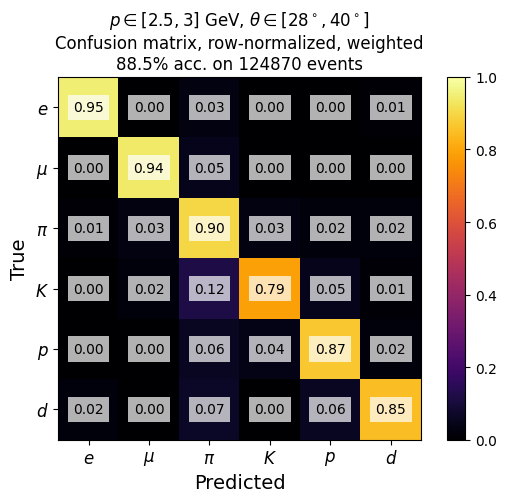 p ∈ [2.5, 3] GeV, θ ∈ [28°, 40°]
Confusion matrix, row-normalized, weighted
88.5% acc. on 124870 events
e 0.95 0.00 0.03 0.00 0.00 0.01
μ 0.00 0.94 0.05 0.00 0.00 0.00
π 0.01 0.03 0.90 0.03 0.02 0.02
K 0.00 0.02 0.12 0.79 0.05 0.01
p 0.00 0.00 0.06 0.04 0.87 0.02
d 0.02 0.00 0.07 0.00 0.06 0.85
e μ π K p d
True
Predicted
1.0
0.8
0.6
0.4
0.2
0.0